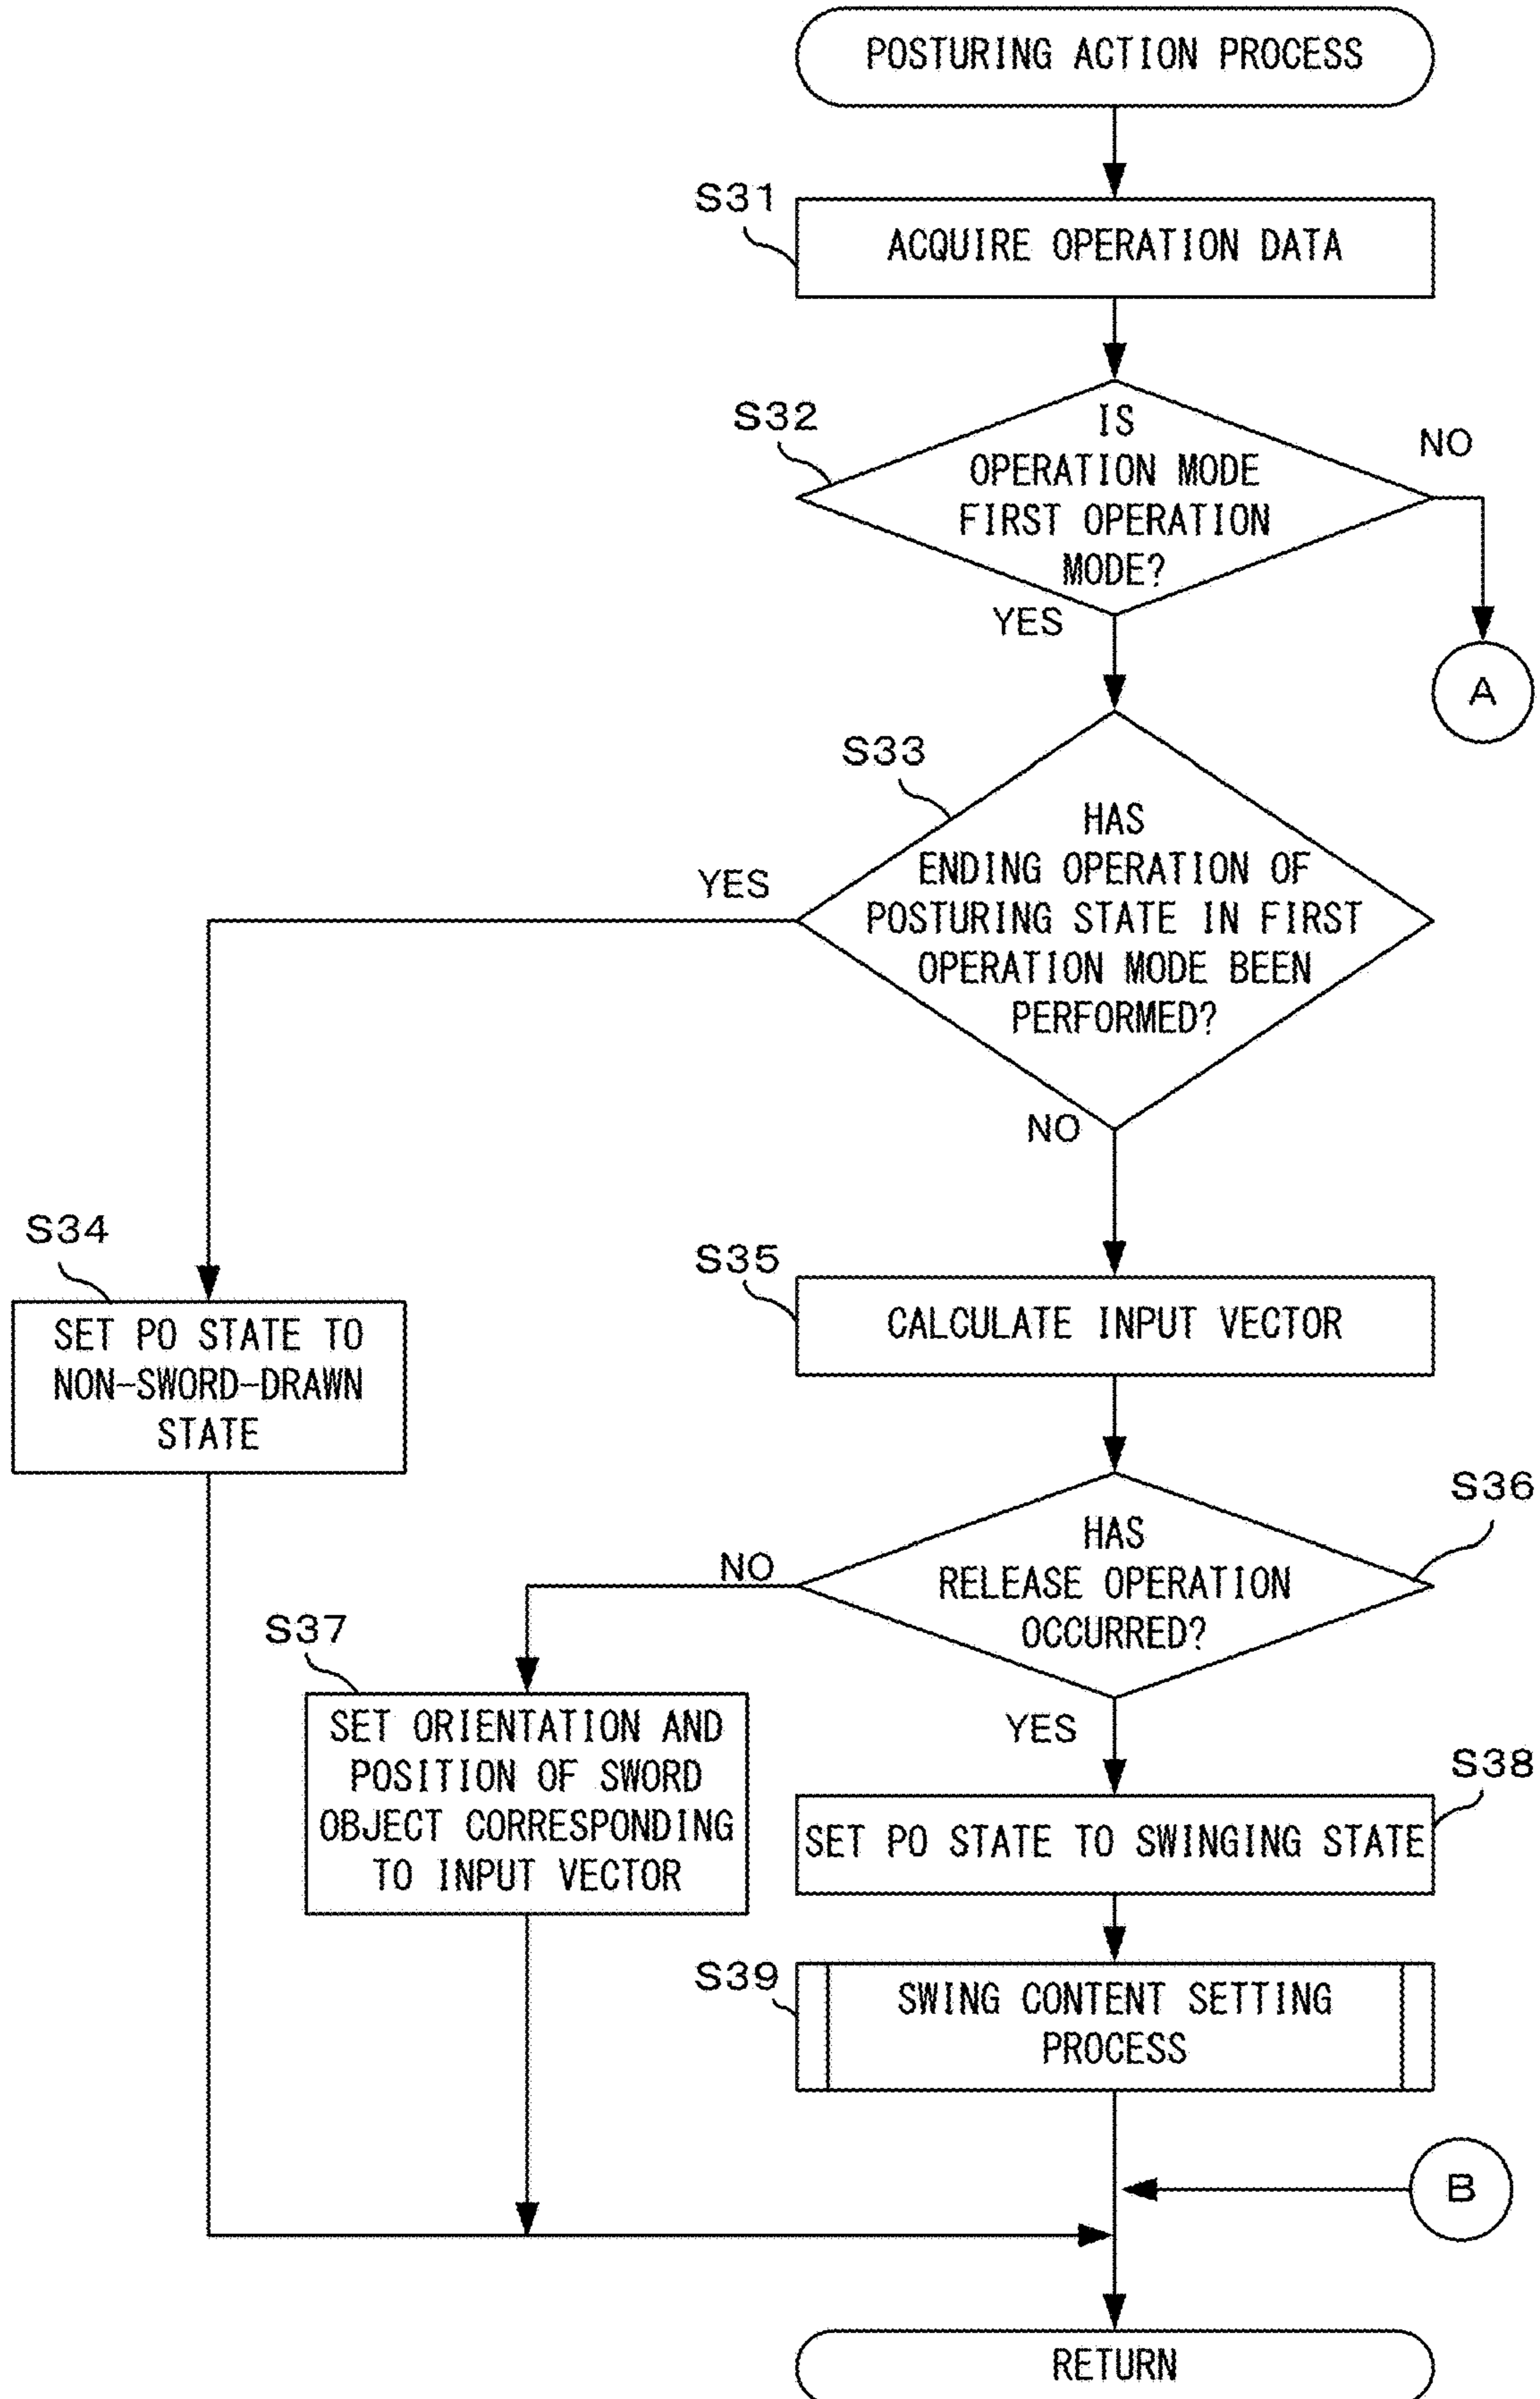 POSTURING ACTION PROCESS
S31
ACQUIRE OPERATION DATA
S32
IS
OPERATION MODE
FIRST OPERATION
MODE?
NO
YES
A
S33
HAS
ENDING OPERATION OF
POSTURING STATE IN FIRST
OPERATION MODE BEEN
PERFORMED?
YES
NO
S34
SET PO STATE TO
NON-SWORD-DRAWN
STATE
S35
CALCULATE INPUT VECTOR
S36
HAS
RELEASE OPERATION
OCCURRED?
NO
YES
S37
SET ORIENTATION AND
POSITION OF SWORD
OBJECT CORRESPONDING
TO INPUT VECTOR
S38
SET PO STATE TO SWINGING STATE
S39
SWING CONTENT SETTING
PROCESS
B
RETURN